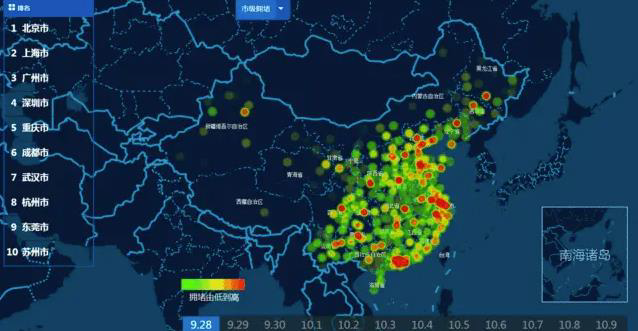 排名
市级拥堵
1 北京市
2 上海市
3 广州市
4 深圳市
5 重庆市
6 成都市
7 武汉市
8 杭州市
9 东莞市
10 苏州市
黑龙江省
内蒙古自治区
吉林省
辽宁省
新疆维吾尔自治区
甘肃省
青海省
西藏自治区
台湾
海南省
南海诸岛
拥堵由低到高
9.28 9.29 9.30 10.1 10.2 10.3 10.4 10.5 10.6 10.7 10.8 10.9